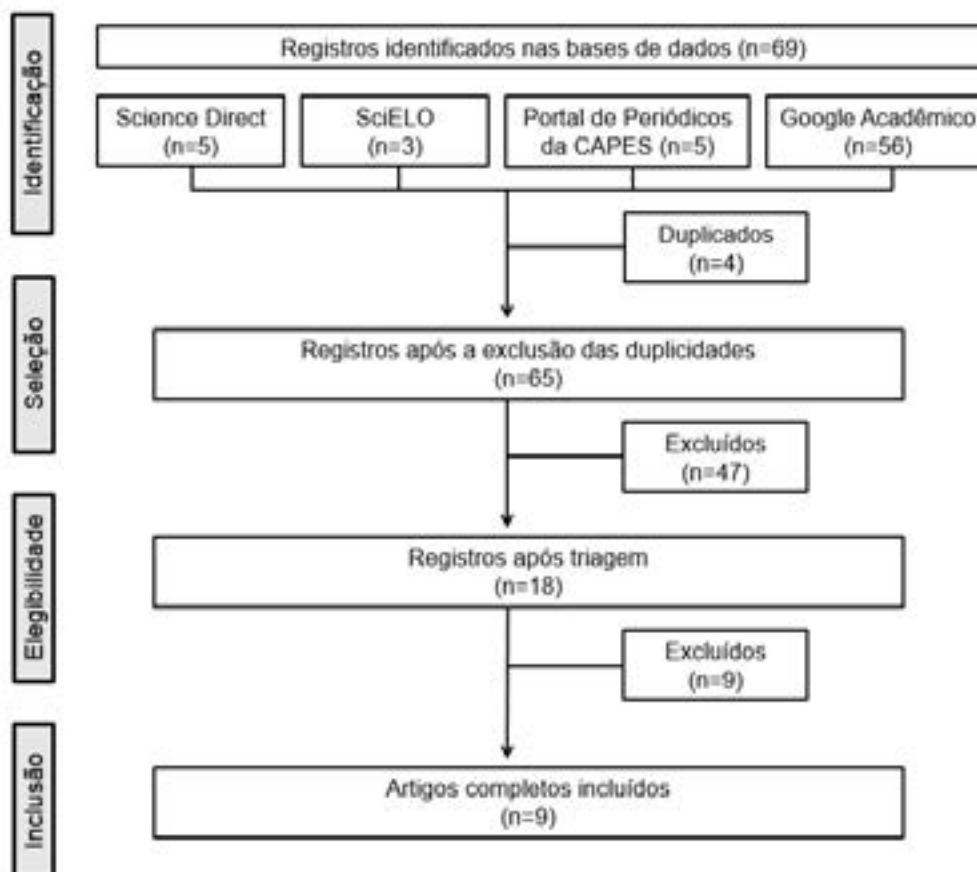 Identificação
Registros identificados nas bases de dados (n=69)
Science Direct
(n=5)
SciELO
(n=3)
Portal de Periódicos
da CAPES (n=5)
Google Acadêmico
(n=56)
Duplicados
(n=4)
Seleção
Registros após a exclusão das duplicidades
(n=65)
Excluídos
(n=47)
Elegibilidade
Registros após triagem
(n=18)
Excluídos
(n=9)
Inclusão
Artigos completos incluídos
(n=9)